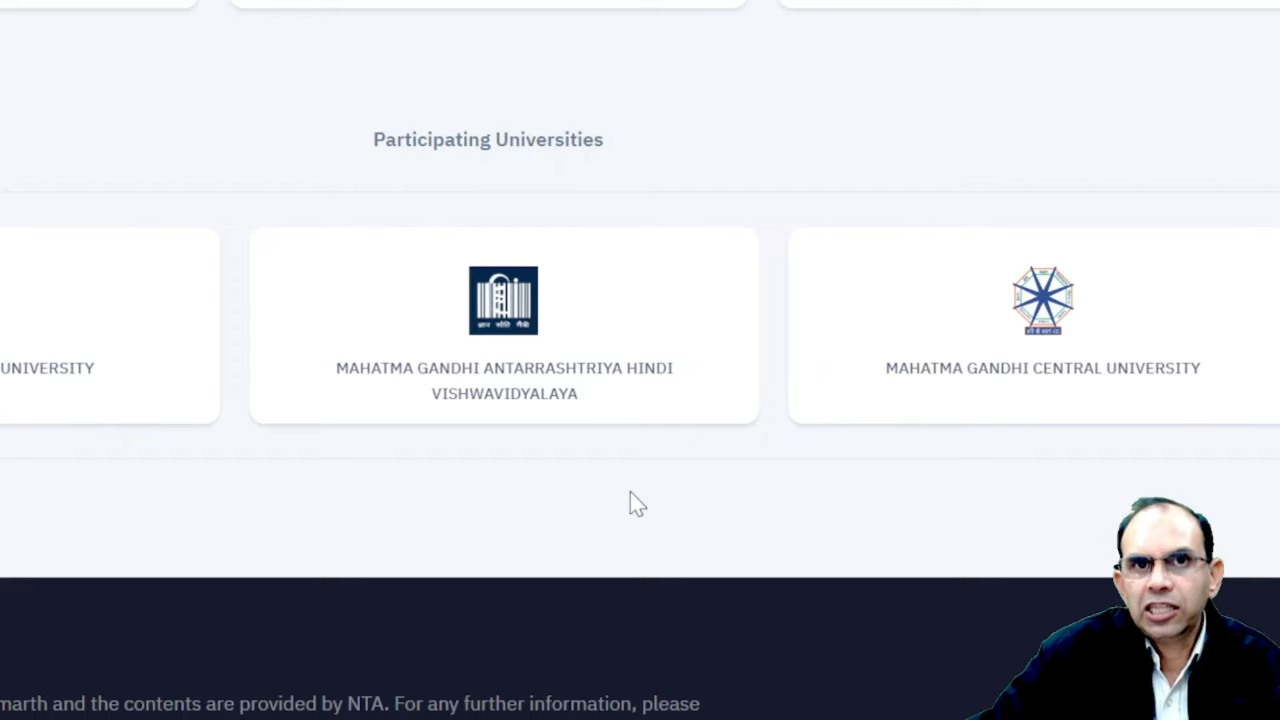 Participating Universities
UNIVERSITY
MAHATMA GANDHI ANTARRASHTRIYA HINDI
VISHWAVIDYALAYA
MAHATMA GANDHI CENTRAL UNIVERSITY
marth and the contents are provided by NTA. For any further information, please